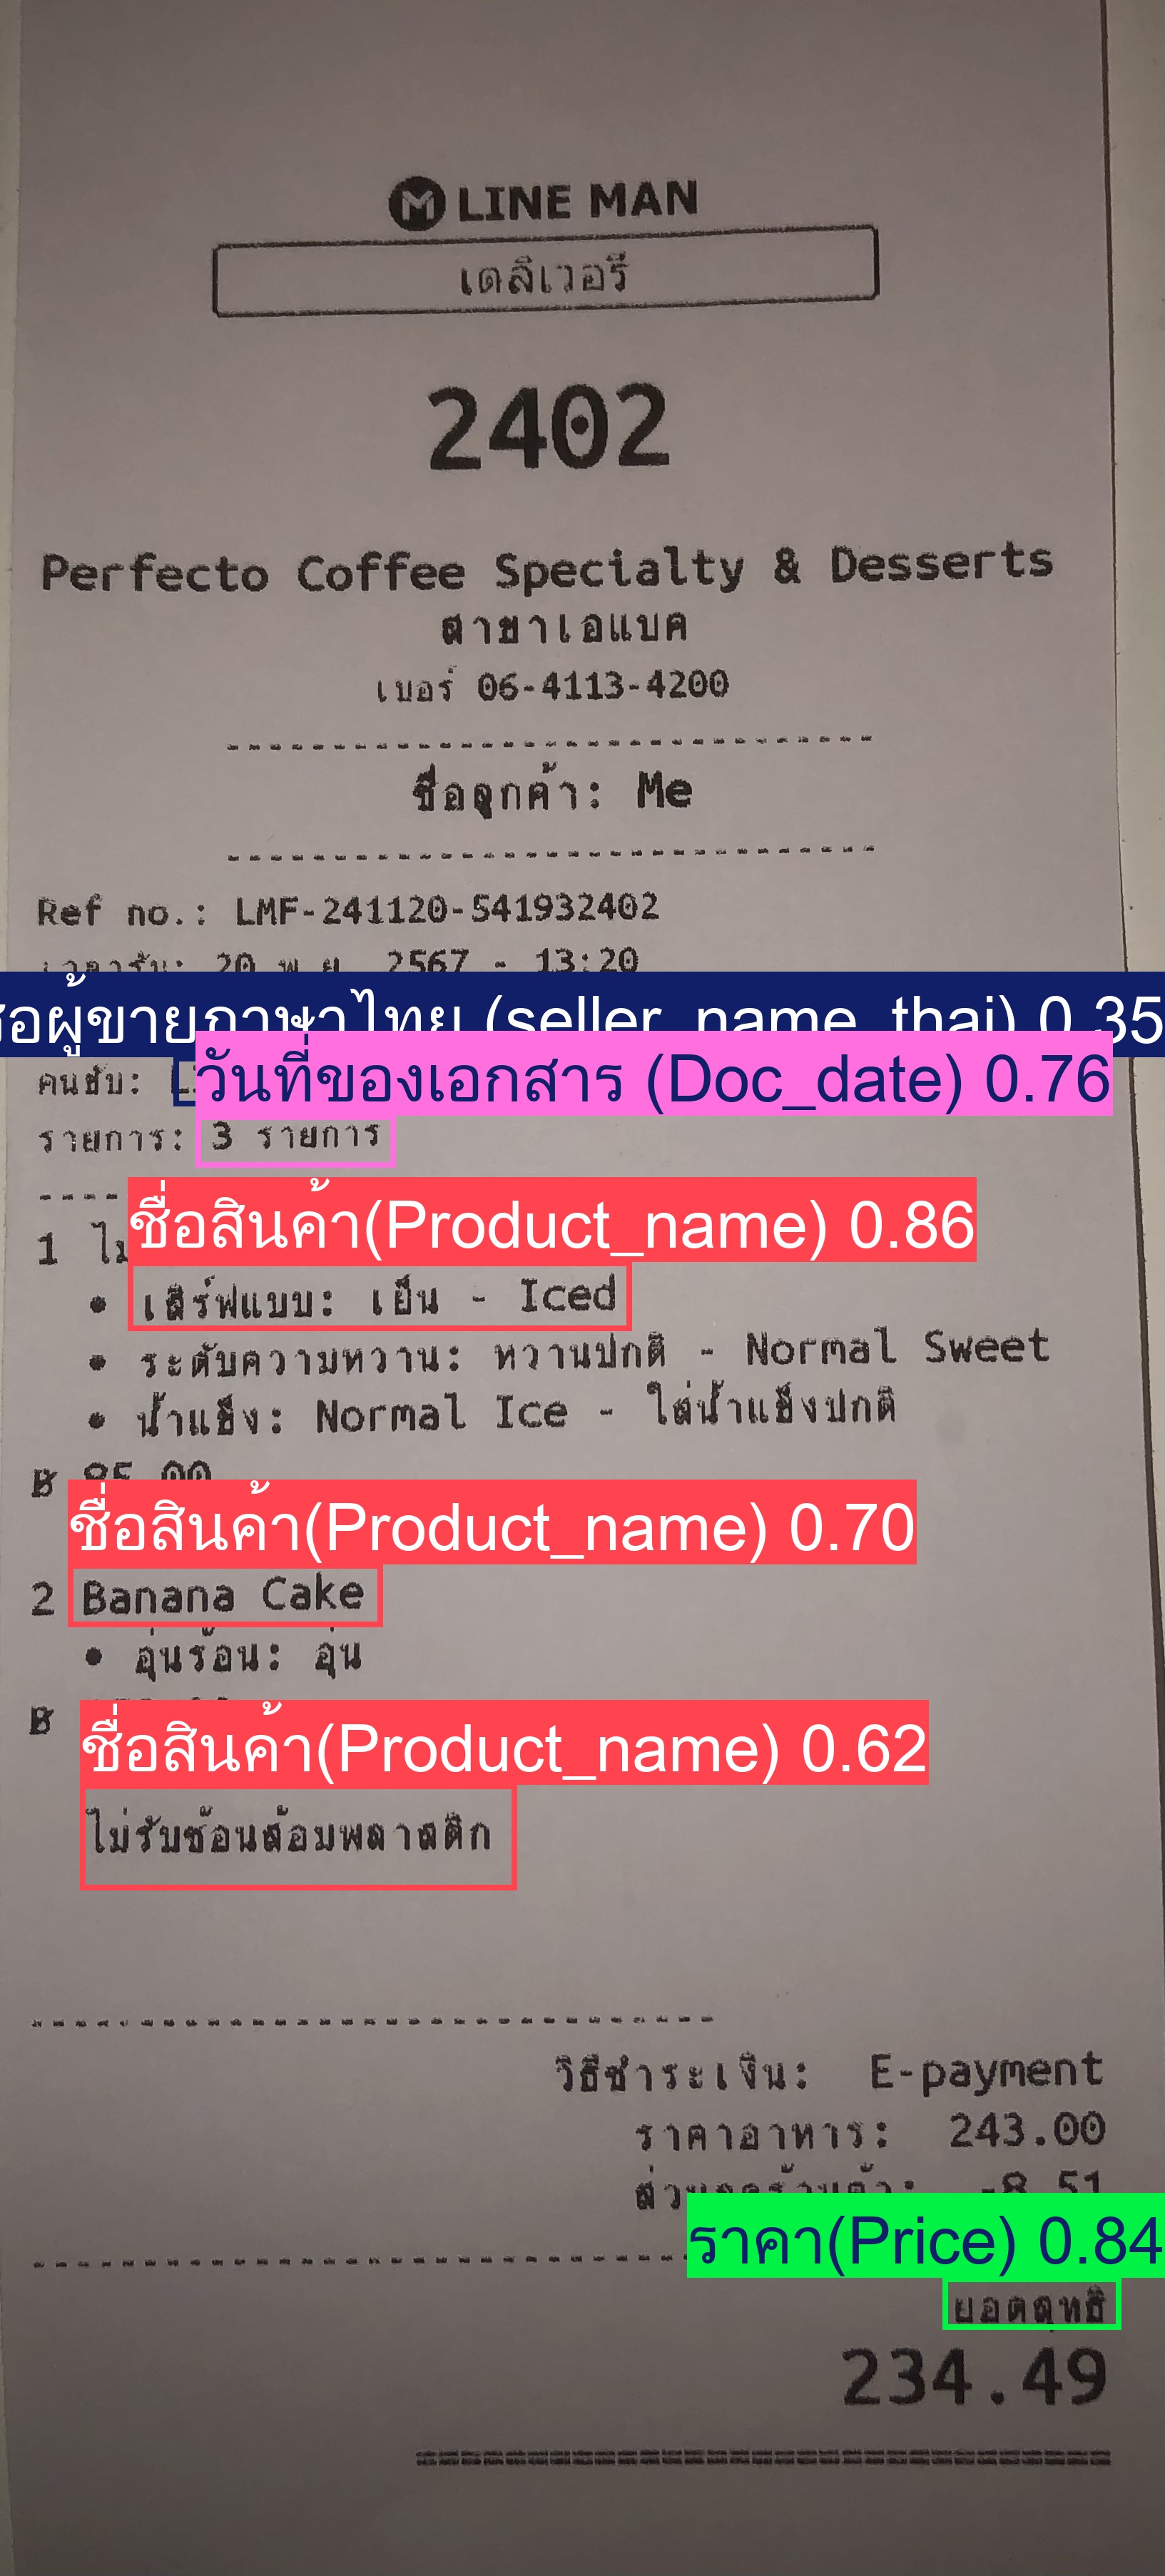 LINE MAN
เดลิเวอรี
2402
Perfecto Coffee Specialty & Desserts
สาขาเอแบค
เบอร์ 06-4113-4200
ชื่อลูกค้า: Me
Ref no.: LMF-241120-541932402
เวลารับ: 20 พ.ย. 2567 - 13:20
ชื่อผู้ขายภาษาไทย (seller_name_thai) 0.35
วันที่ของเอกสาร (Doc_date) 0.76
คนขับ:
รายการ: 3 รายการ
ชื่อสินค้า(Product_name) 0.86
1
• เสิร์ฟแบบ: เย็น - Iced
• ระดับความหวาน: หวานปกติ - Normal Sweet
• น้ำแข็ง: Normal Ice - ใส่น้ำแข็งปกติ
฿ 85.00
ชื่อสินค้า(Product_name) 0.70
2 Banana Cake
• อุ่นร้อน: อุ่น
฿
ชื่อสินค้า(Product_name) 0.62
ไม่รับช้อนส้อมพลาสติก
วิธีชำระเงิน: E-payment
ราคาอาหาร: 243.00
ส่วนลดร้านค้า: -8.51
ราคา(Price) 0.84
ยอดสุทธิ
234.49